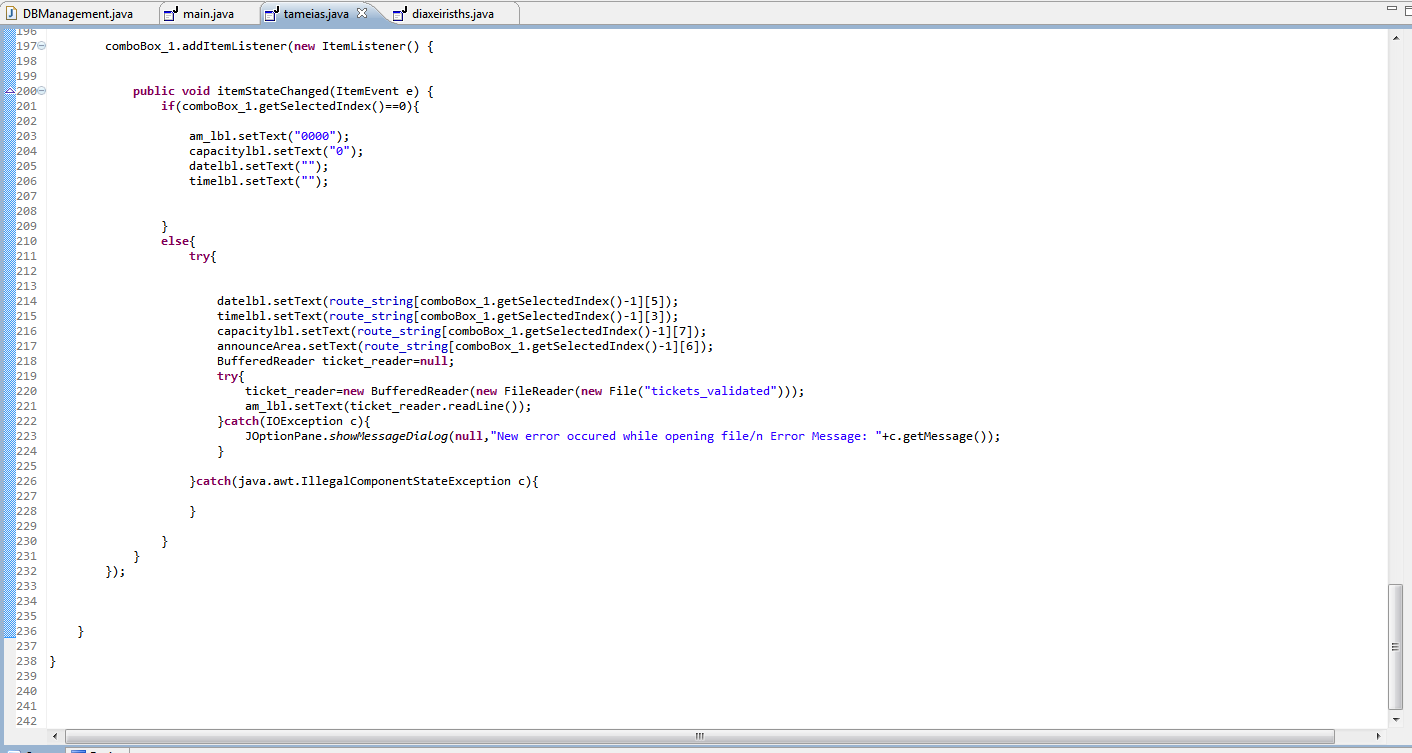 DBManagement.java main.java tameias.java diaxeiristhς.java
196
197 comboBox_1.addItemListener(new ItemListener() {
198
199
200 public void itemStateChanged(ItemEvent e) {
201 if(comboBox_1.getSelectedIndex()==0){
202
203 am_lbl.setText("0000");
204 capacitylbl.setText("0");
205 datelbl.setText("");
206 timelbl.setText("");
207
208
209 }
210 else{
211 try{
212
213
214 datelbl.setText(route_string[comboBox_1.getSelectedIndex()-1][5]);
215 timelbl.setText(route_string[comboBox_1.getSelectedIndex()-1][3]);
216 capacitylbl.setText(route_string[comboBox_1.getSelectedIndex()-1][7]);
217 announceArea.setText(route_string[comboBox_1.getSelectedIndex()-1][6]);
218 BufferedReader ticket_reader=null;
219 try{
220 ticket_reader=new BufferedReader(new FileReader(new File("tickets_validated")));
221 am_lbl.setText(ticket_reader.readLine());
222 }catch(IOException c){
223 JOptionPane.showMessageDialog(null,"New error occured while opening file/n Error Message: "+c.getMessage());
224 }
225
226 }catch(java.awt.IllegalComponentStateException c){
227
228 }
229
230 }
231 }
232 });
233
234
235
236 }
237
238 }
239
240
241
242